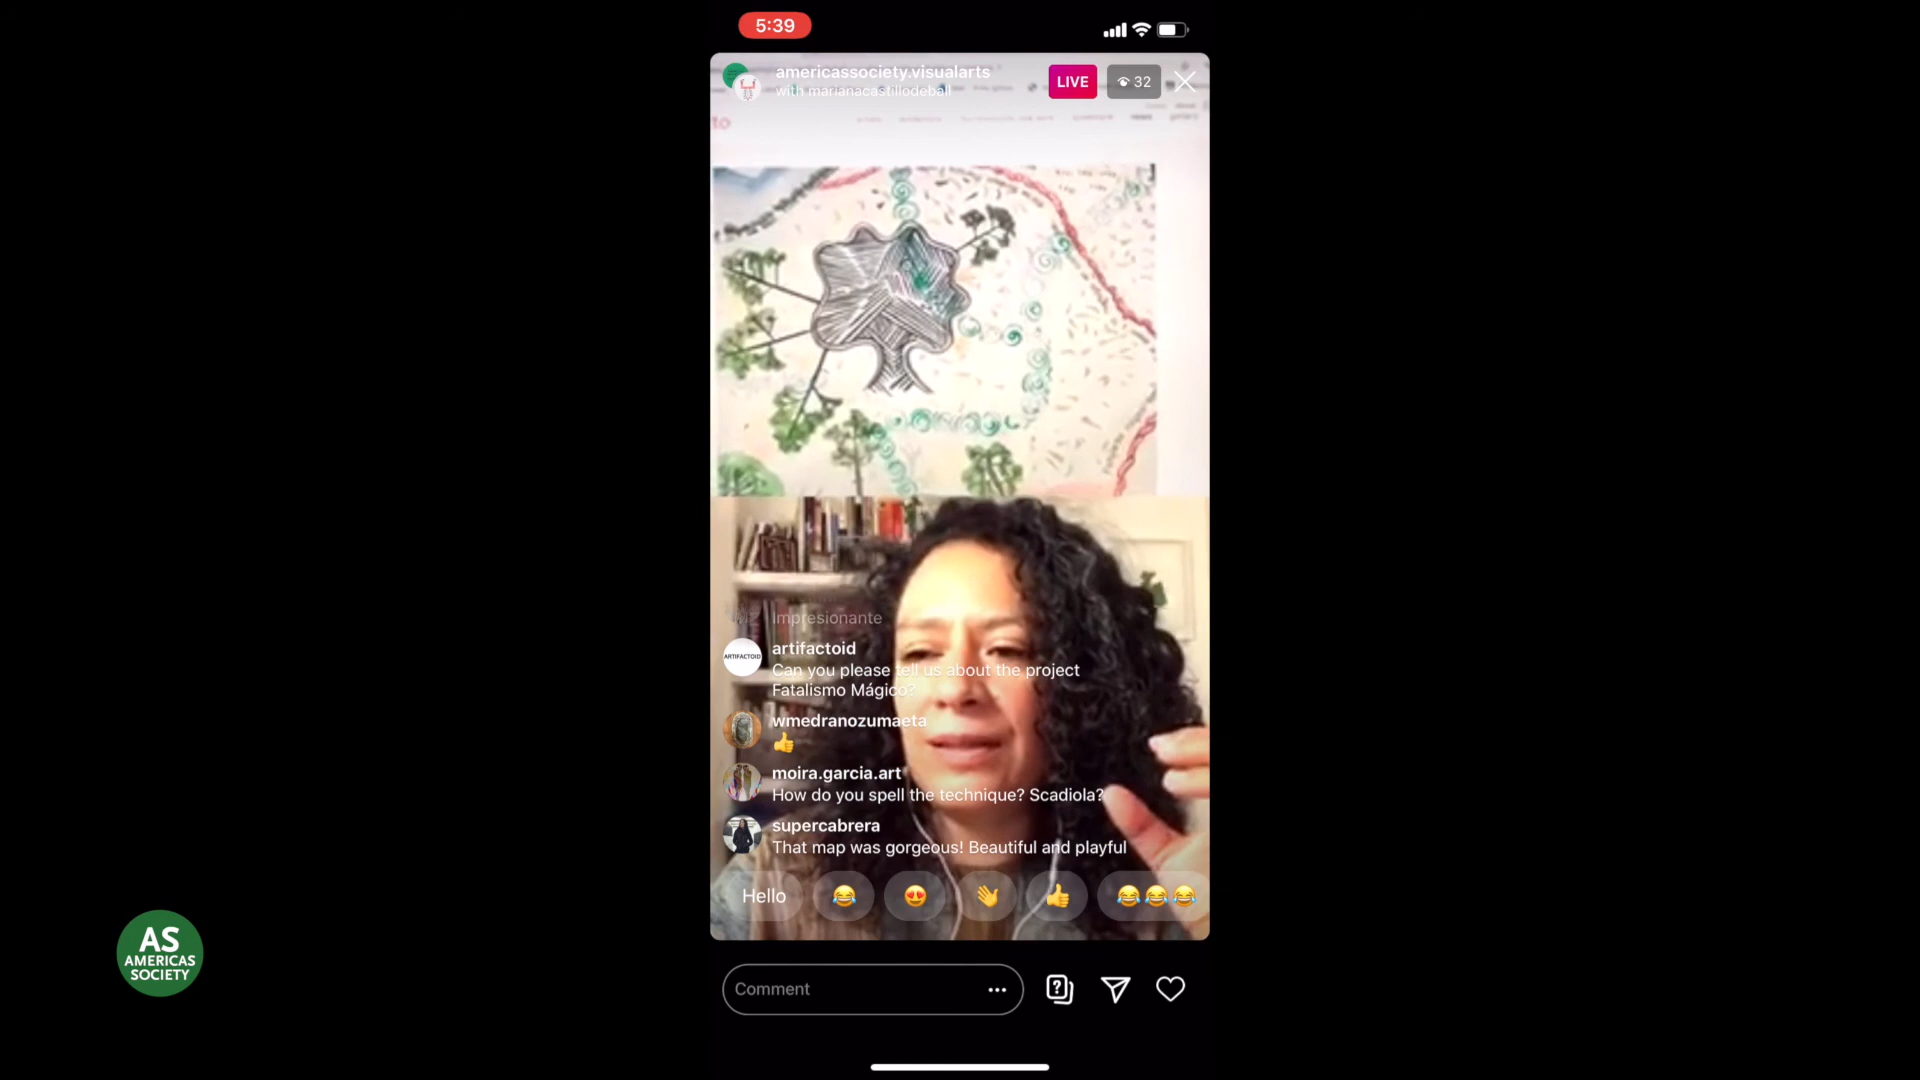 5:39
americassociety.visualarts
with marianacastillodeball
LIVE
32
to
Impresionante
artifactoid
ARTIFACTOID
Can you please tell us about the project
Fatalismo Mágico?
wmedranozumaeta
👍
moira.garcia.art
How do you spell the technique? Scadiola?
supercabrera
That map was gorgeous! Beautiful and playful
Hello 😂 😍 👋 👍 😂😂😂
Comment
AS
AMERICAS
SOCIETY